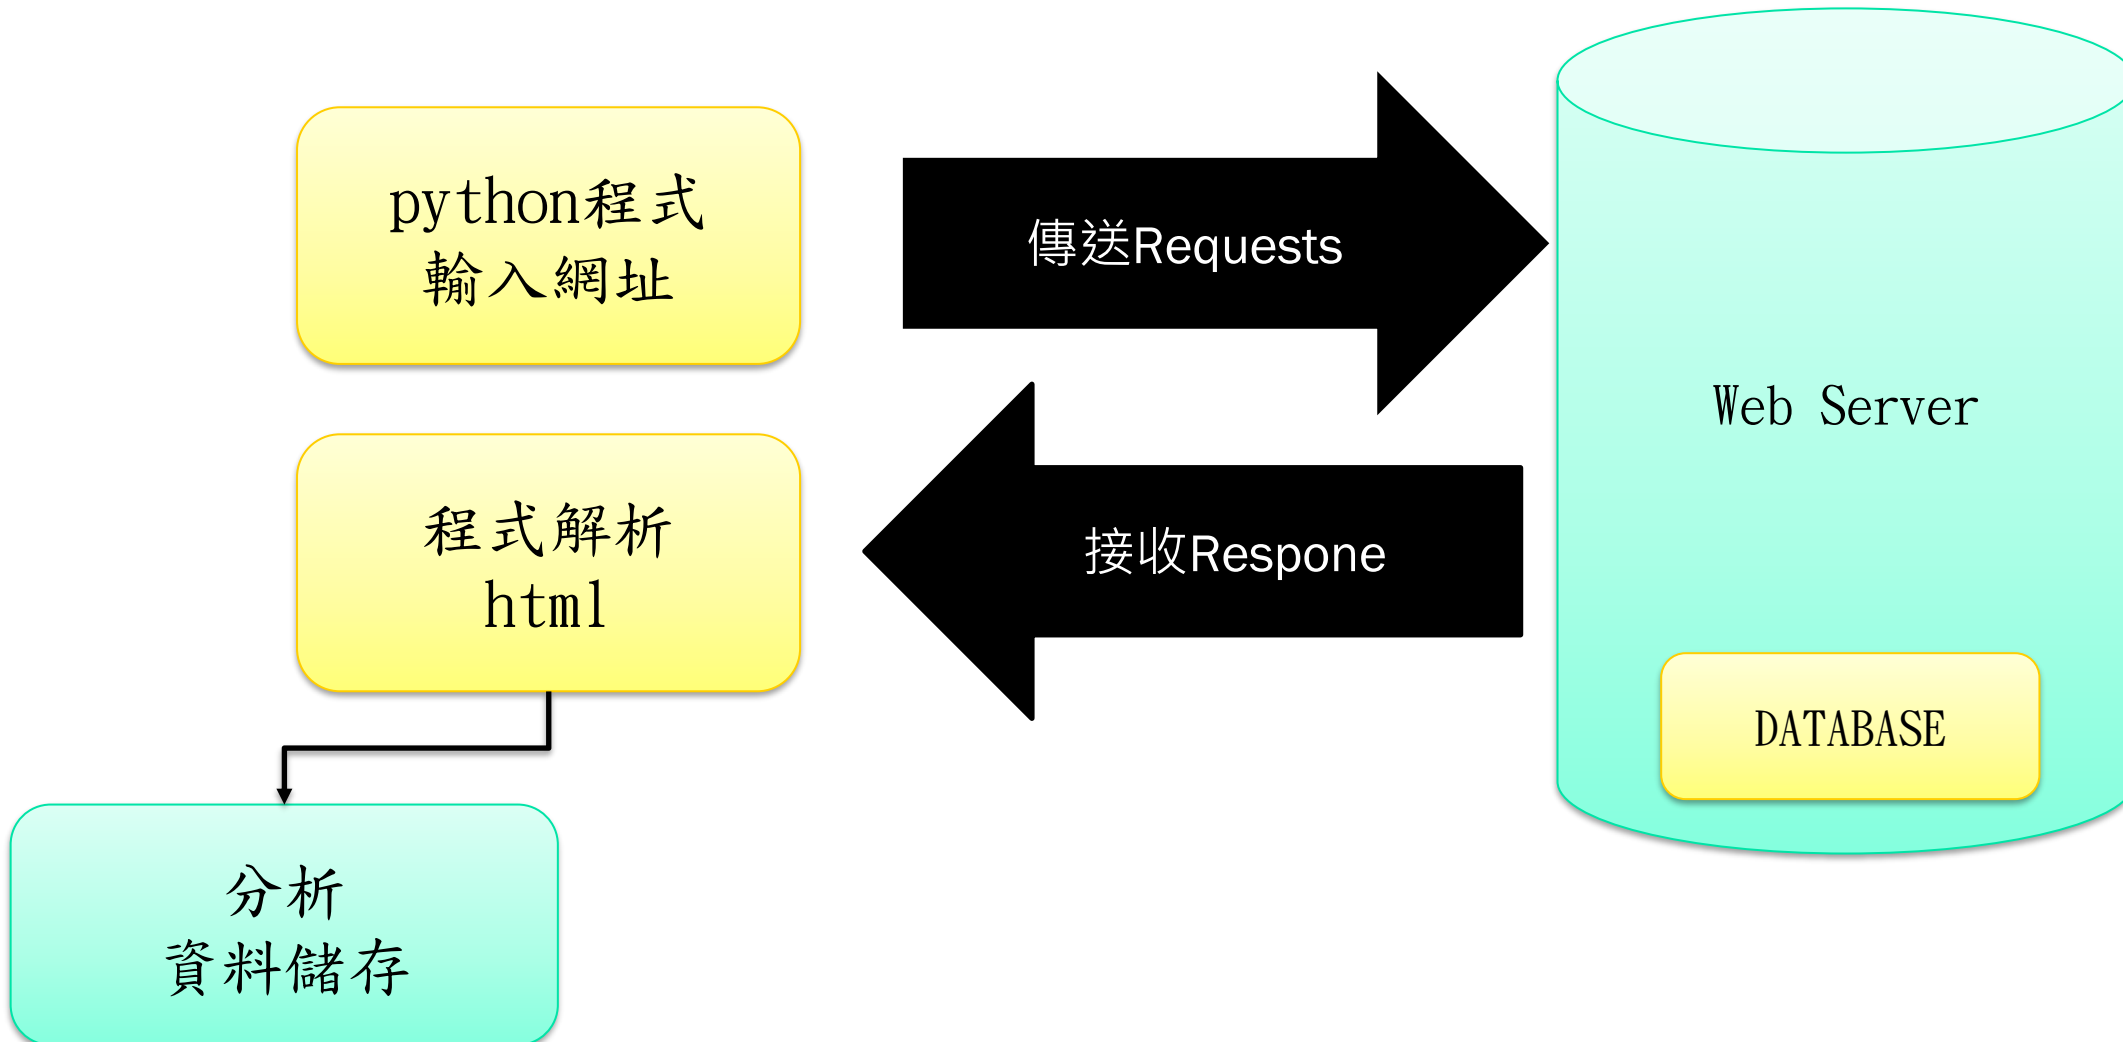 python程式
輸入網址
傳送Requests
Web Server
程式解析
html
接收Respone
DATABASE
分析
資料儲存